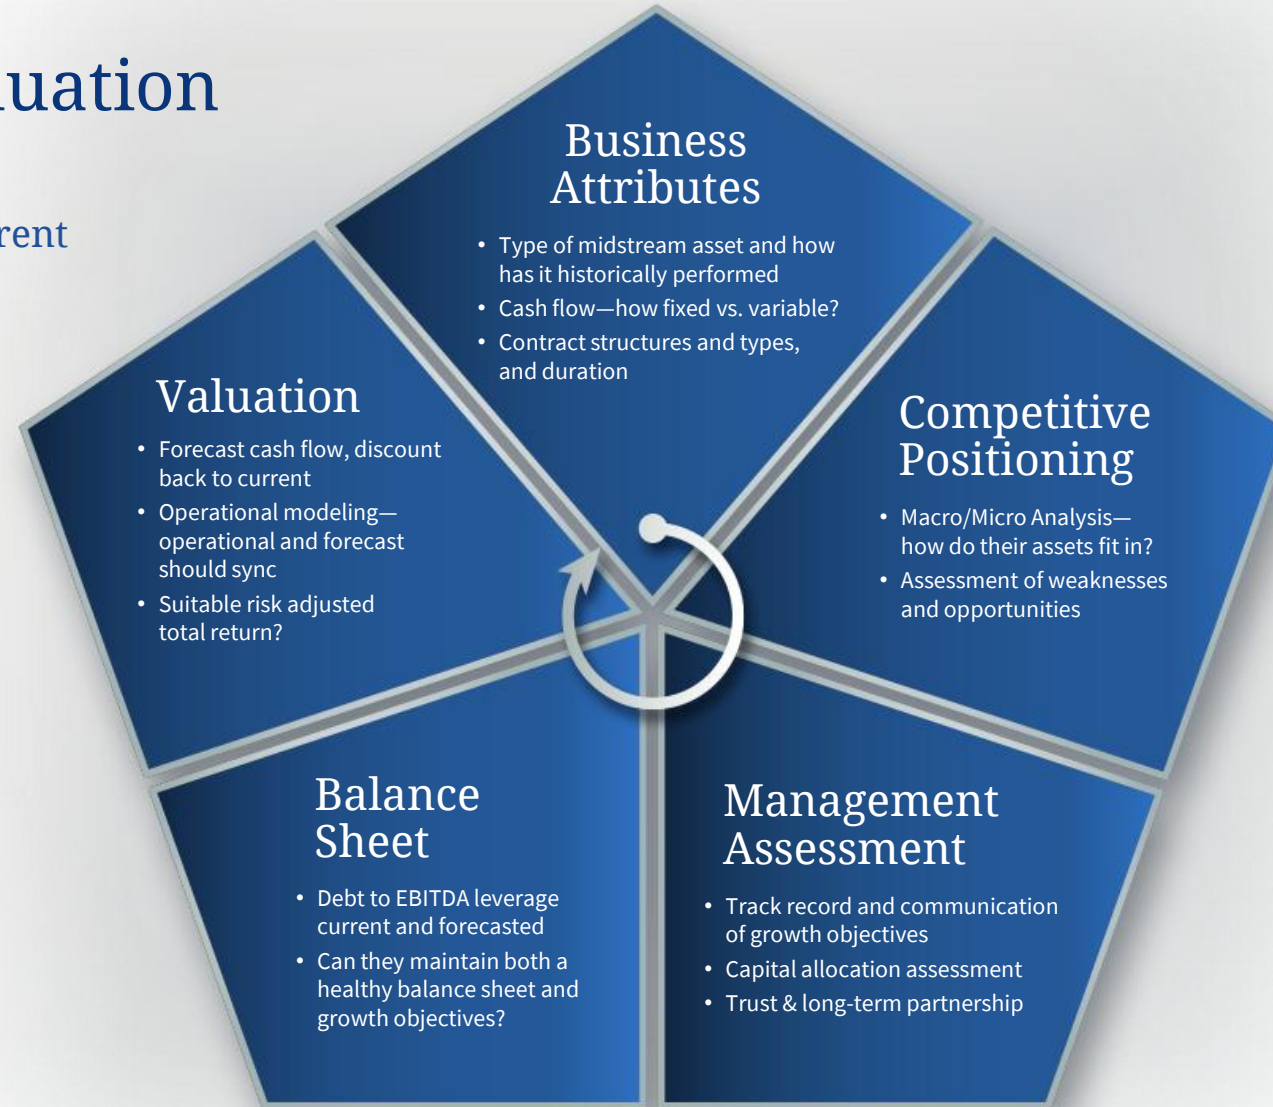 luation
rent
Business
Attributes
• Type of midstream asset and how
has it historically performed
• Cash flow—how fixed vs. variable?
• Contract structures and types,
and duration
Competitive
Positioning
• Macro/Micro Analysis—
how do their assets fit in?
• Assessment of weaknesses
and opportunities
Management
Assessment
• Track record and communication
of growth objectives
• Capital allocation assessment
• Trust & long-term partnership
Balance
Sheet
• Debt to EBITDA leverage
current and forecasted
• Can they maintain both a
healthy balance sheet and
growth objectives?
Valuation
• Forecast cash flow, discount
back to current
• Operational modeling—
operational and forecast
should sync
• Suitable risk adjusted
total return?